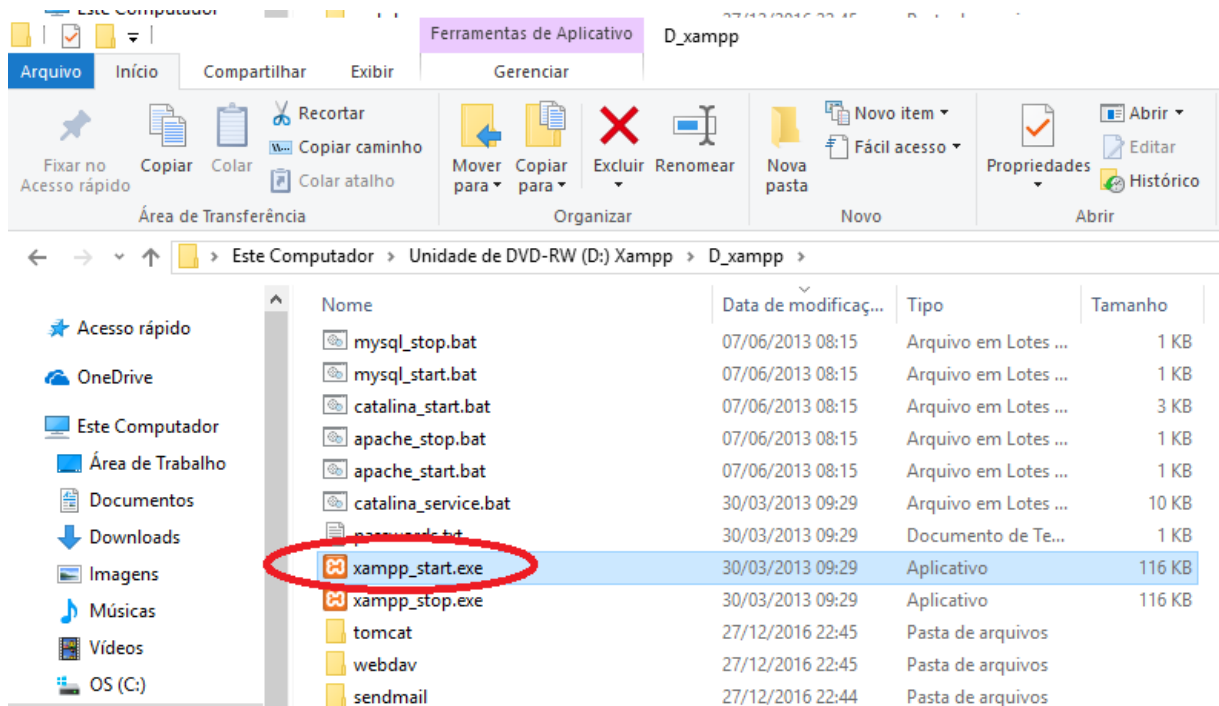 Este Computador
27/12/2016 22:45
Ferramentas de Aplicativo
D_xampp
Arquivo
Início
Compartilhar
Exibir
Gerenciar
Fixar no
Acesso rápido
Copiar
Colar
Recortar
Copiar caminho
Colar atalho
Mover
para
Copiar
para
Excluir
Renomear
Nova
pasta
Novo item
Fácil acesso
Propriedades
Abrir
Editar
Histórico
Área de Transferência
Organizar
Novo
Abrir
Este Computador > Unidade de DVD-RW (D:) Xampp > D_xampp >
Nome Data de modificaç... Tipo Tamanho
Acesso rápido
OneDrive
Este Computador
Área de Trabalho
Documentos
Downloads
Imagens
Músicas
Vídeos
OS (C:)
mysql_stop.bat 07/06/2013 08:15 Arquivo em Lotes ... 1 KB
mysql_start.bat 07/06/2013 08:15 Arquivo em Lotes ... 1 KB
catalina_start.bat 07/06/2013 08:15 Arquivo em Lotes ... 3 KB
apache_stop.bat 07/06/2013 08:15 Arquivo em Lotes ... 1 KB
apache_start.bat 07/06/2013 08:15 Arquivo em Lotes ... 1 KB
catalina_service.bat 30/03/2013 09:29 Arquivo em Lotes ... 10 KB
passwords.txt 30/03/2013 09:29 Documento de Te... 1 KB
xampp_start.exe 30/03/2013 09:29 Aplicativo 116 KB
xampp_stop.exe 30/03/2013 09:29 Aplicativo 116 KB
tomcat 27/12/2016 22:45 Pasta de arquivos
webdav 27/12/2016 22:45 Pasta de arquivos
sendmail 27/12/2016 22:44 Pasta de arquivos